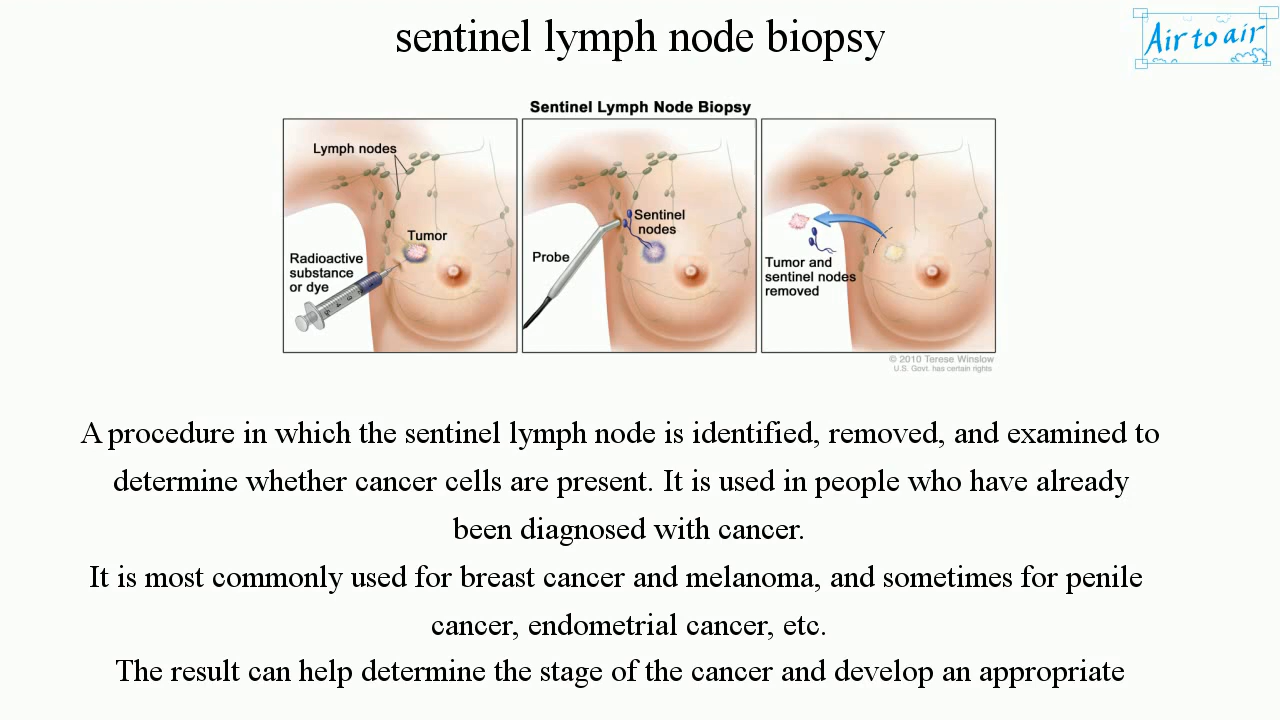 sentinel lymph node biopsy
Air to air
Sentinel Lymph Node Biopsy
Lymph nodes
Tumor
Radioactive
substance
or dye
Sentinel
nodes
Probe
Tumor and
sentinel nodes
removed
© 2010 Terese Winslow
U.S. Govt. has certain rights
A procedure in which the sentinel lymph node is identified, removed, and examined to
determine whether cancer cells are present. It is used in people who have already
been diagnosed with cancer.
It is most commonly used for breast cancer and melanoma, and sometimes for penile
cancer, endometrial cancer, etc.
The result can help determine the stage of the cancer and develop an appropriate